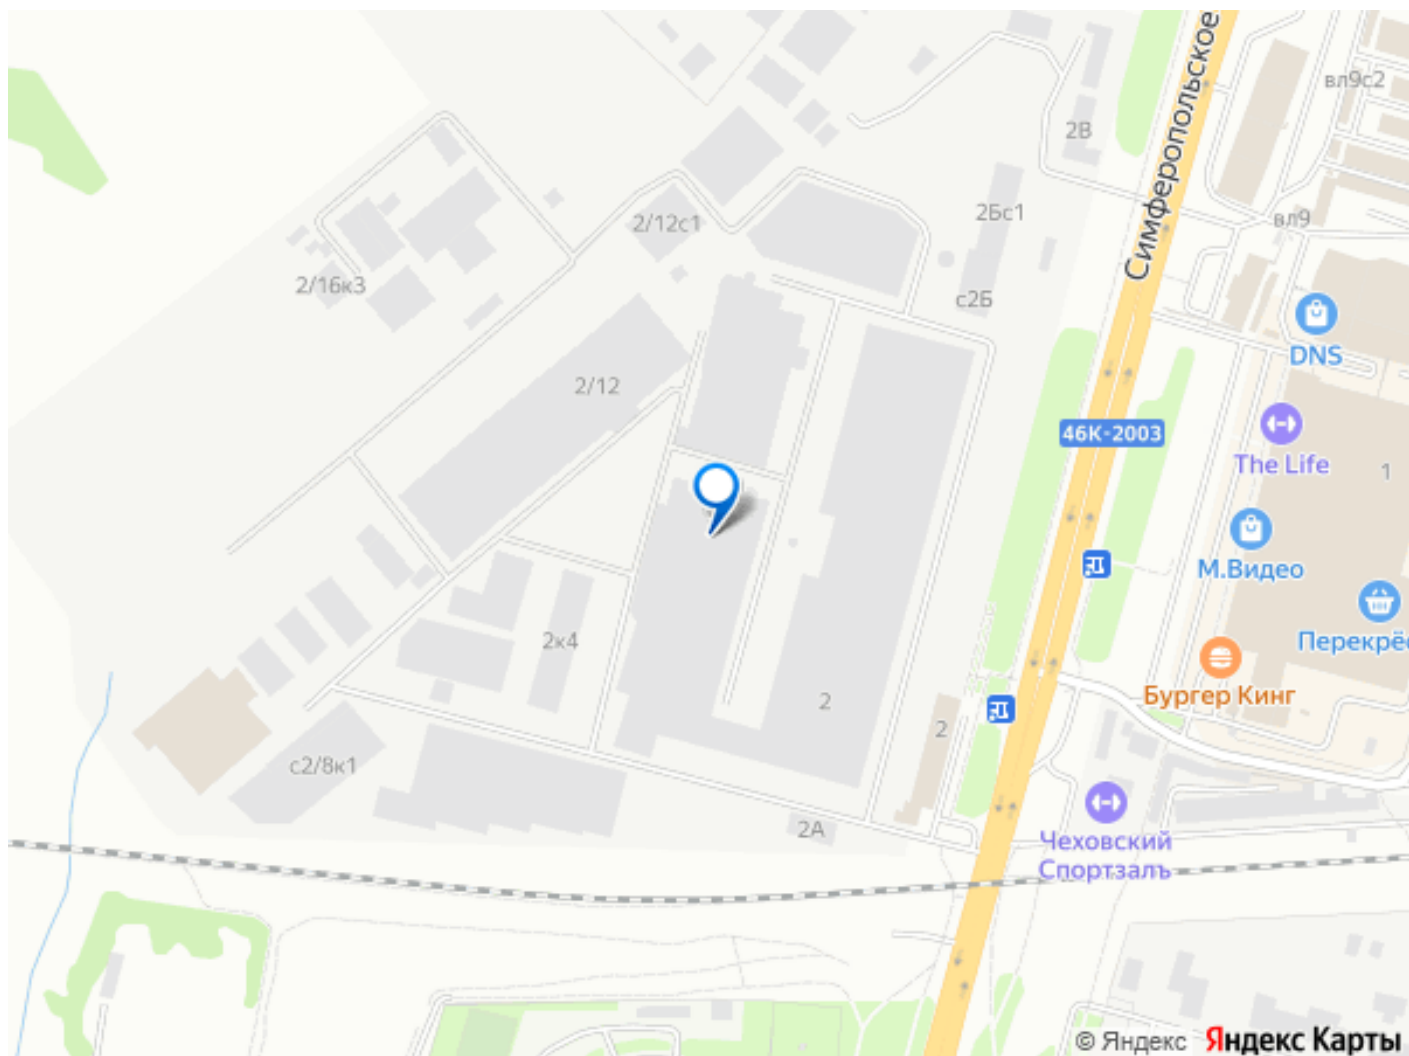 Симферопольское
вл9с2
2В
2Бс1
вл9
2/12с1
2/16к3
с2Б
DNS
2/12
46К-2003
The Life
1
М.Видео
2к4
Перекрёс
Бургер Кинг
2
2
с2/8к1
2А
Чеховский
Спортзалъ
© Яндекс Яндекс Карты